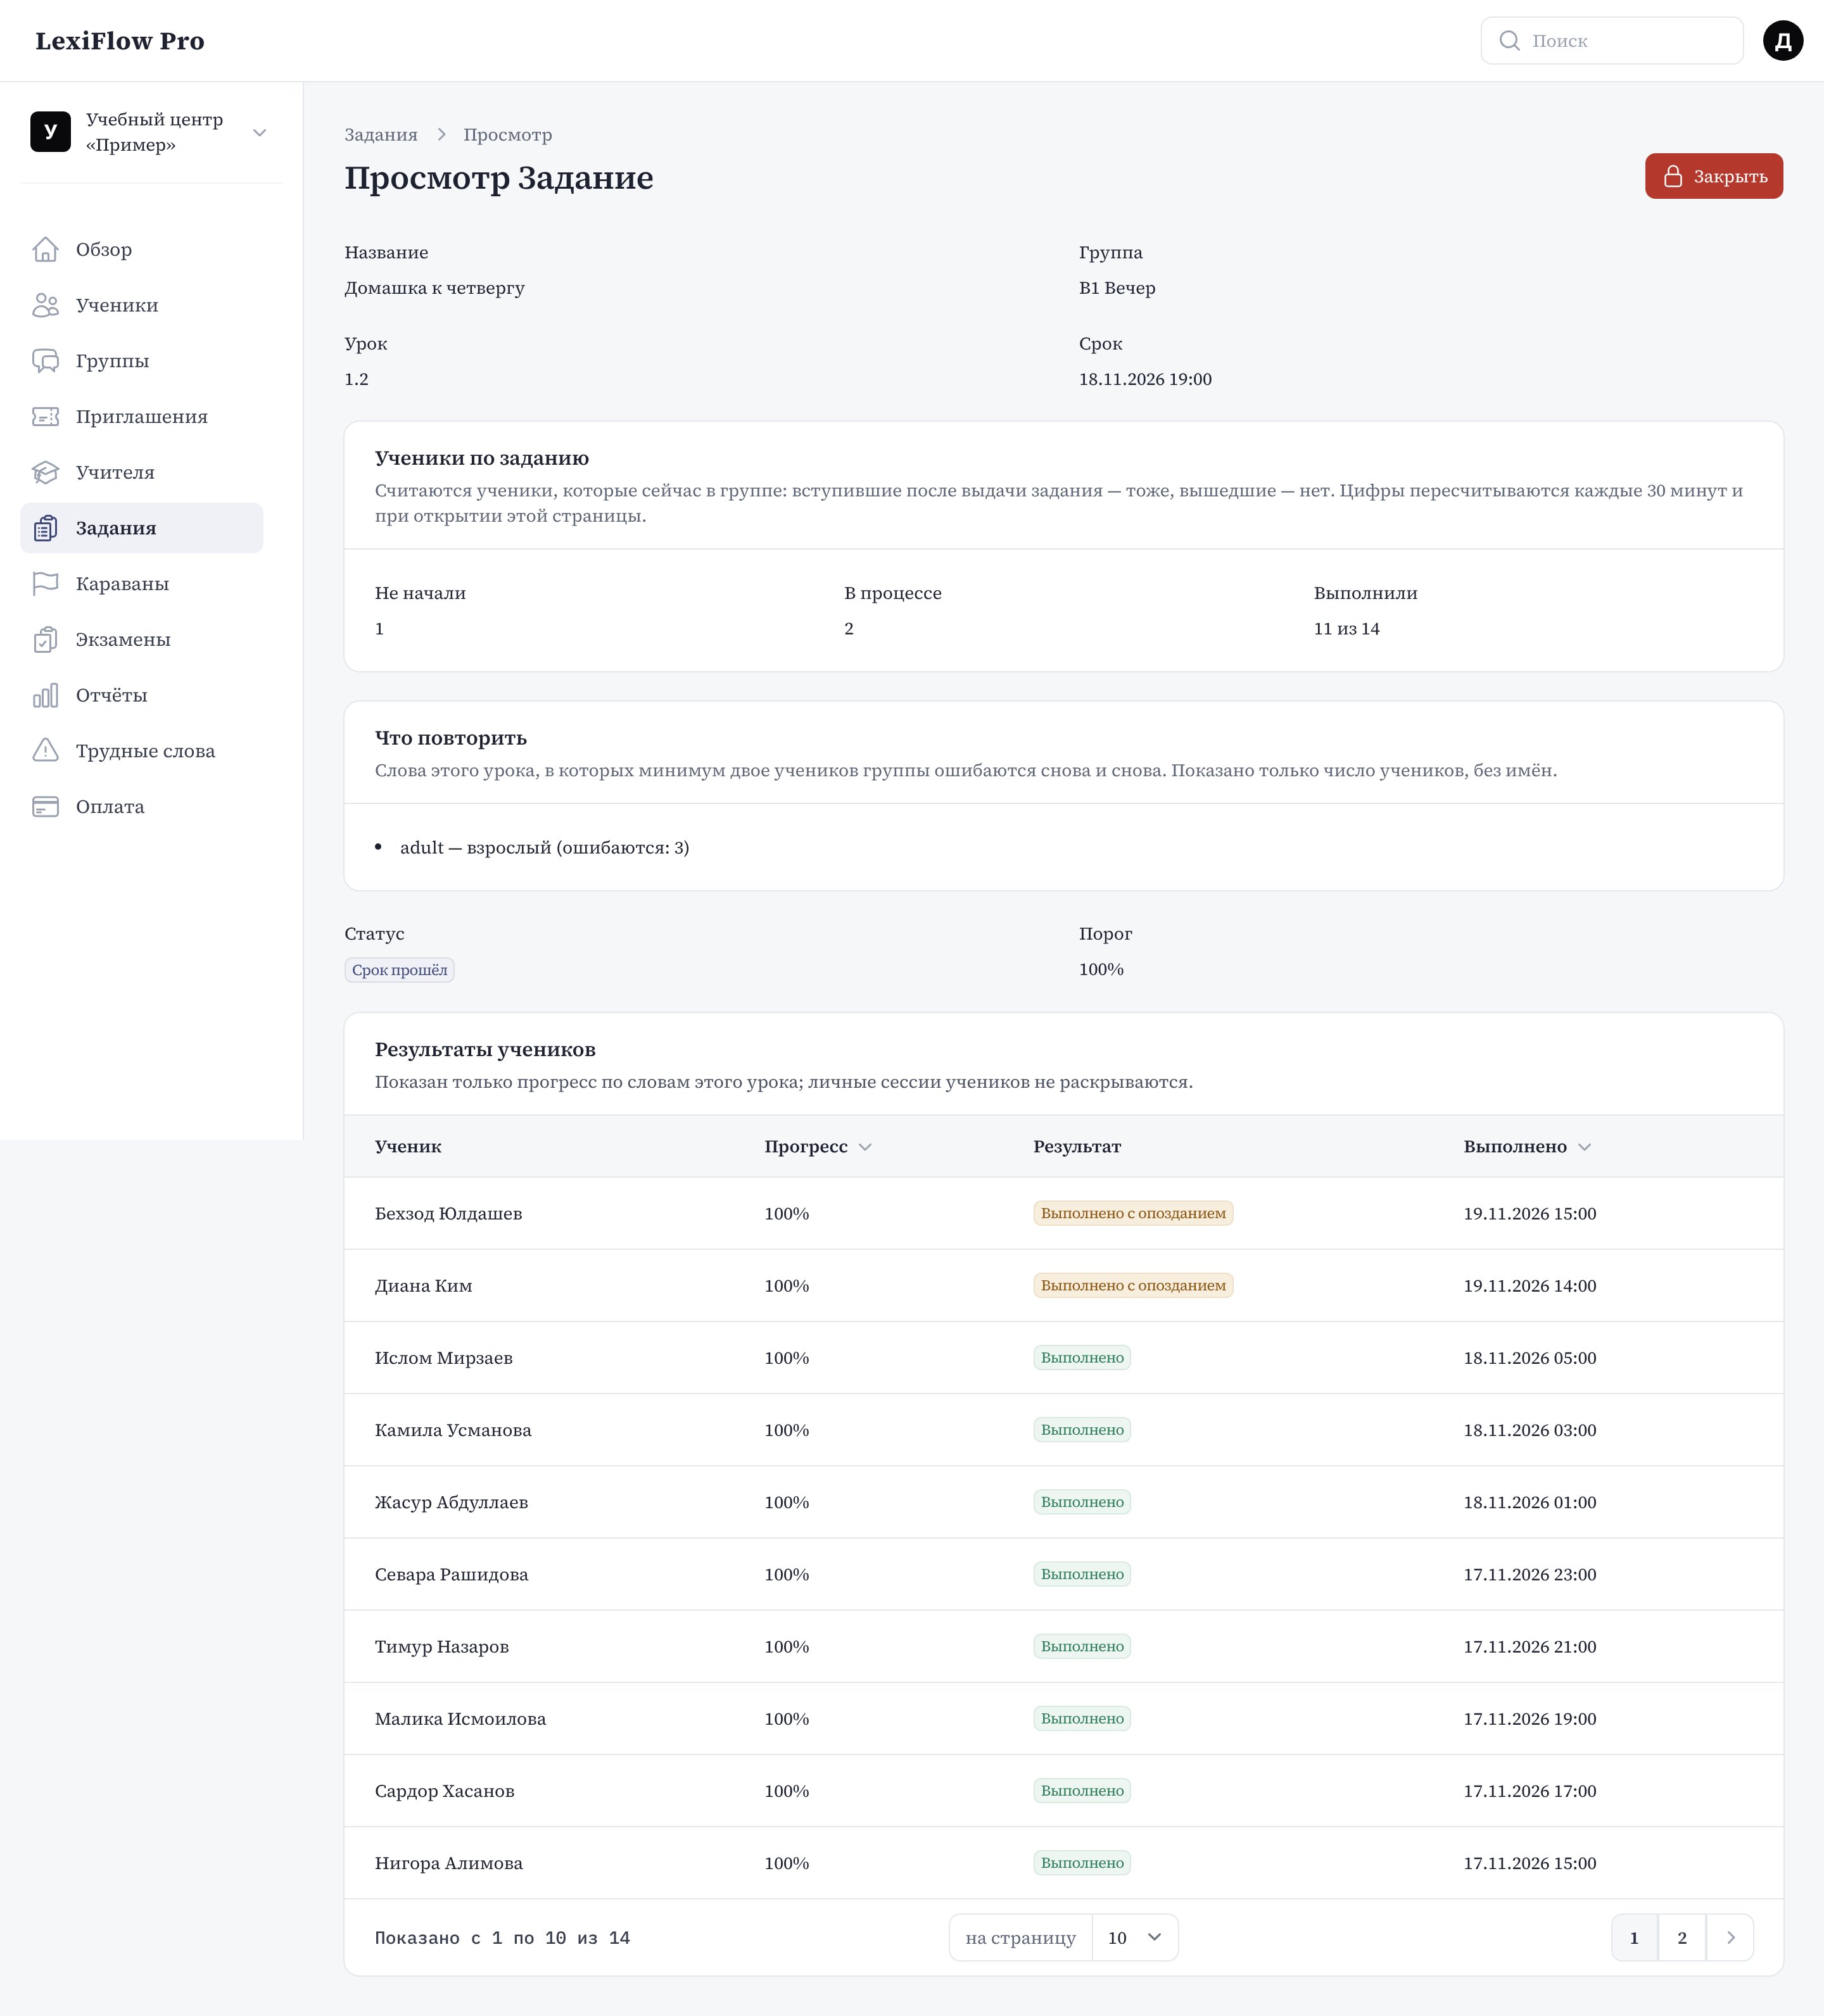 LexiFlow Pro
Поиск
Д
У
Учебный центр
«Пример»
Обзор
Ученики
Группы
Приглашения
Учителя
Задания
Караваны
Экзамены
Отчёты
Трудные слова
Оплата
Задания Просмотр
Просмотр Задание
Закрыть
Название Группа
Домашка к четвергу B1 Вечер
Урок Срок
1.2 18.11.2026 19:00
Ученики по заданию
Считаются ученики, которые сейчас в группе: вступившие после выдачи задания — тоже, вышедшие — нет. Цифры пересчитываются каждые 30 минут и
при открытии этой страницы.
Не начали В процессе Выполнили
1 2 11 из 14
Что повторить
Слова этого урока, в которых минимум двое учеников группы ошибаются снова и снова. Показано только число учеников, без имён.
• adult — взрослый (ошибаются: 3)
Статус Порог
Срок прошёл 100%
Результаты учеников
Показан только прогресс по словам этого урока; личные сессии учеников не раскрываются.
Ученик Прогресс Результат Выполнено
Бехзод Юлдашев 100% Выполнено с опозданием 19.11.2026 15:00
Диана Ким 100% Выполнено с опозданием 19.11.2026 14:00
Ислом Мирзаев 100% Выполнено 18.11.2026 05:00
Камила Усманова 100% Выполнено 18.11.2026 03:00
Жасур Абдуллаев 100% Выполнено 18.11.2026 01:00
Севара Рашидова 100% Выполнено 17.11.2026 23:00
Тимур Назаров 100% Выполнено 17.11.2026 21:00
Малика Исмоилова 100% Выполнено 17.11.2026 19:00
Сардор Хасанов 100% Выполнено 17.11.2026 17:00
Нигора Алимова 100% Выполнено 17.11.2026 15:00
Показано с 1 по 10 из 14 на страницу 10 1 2